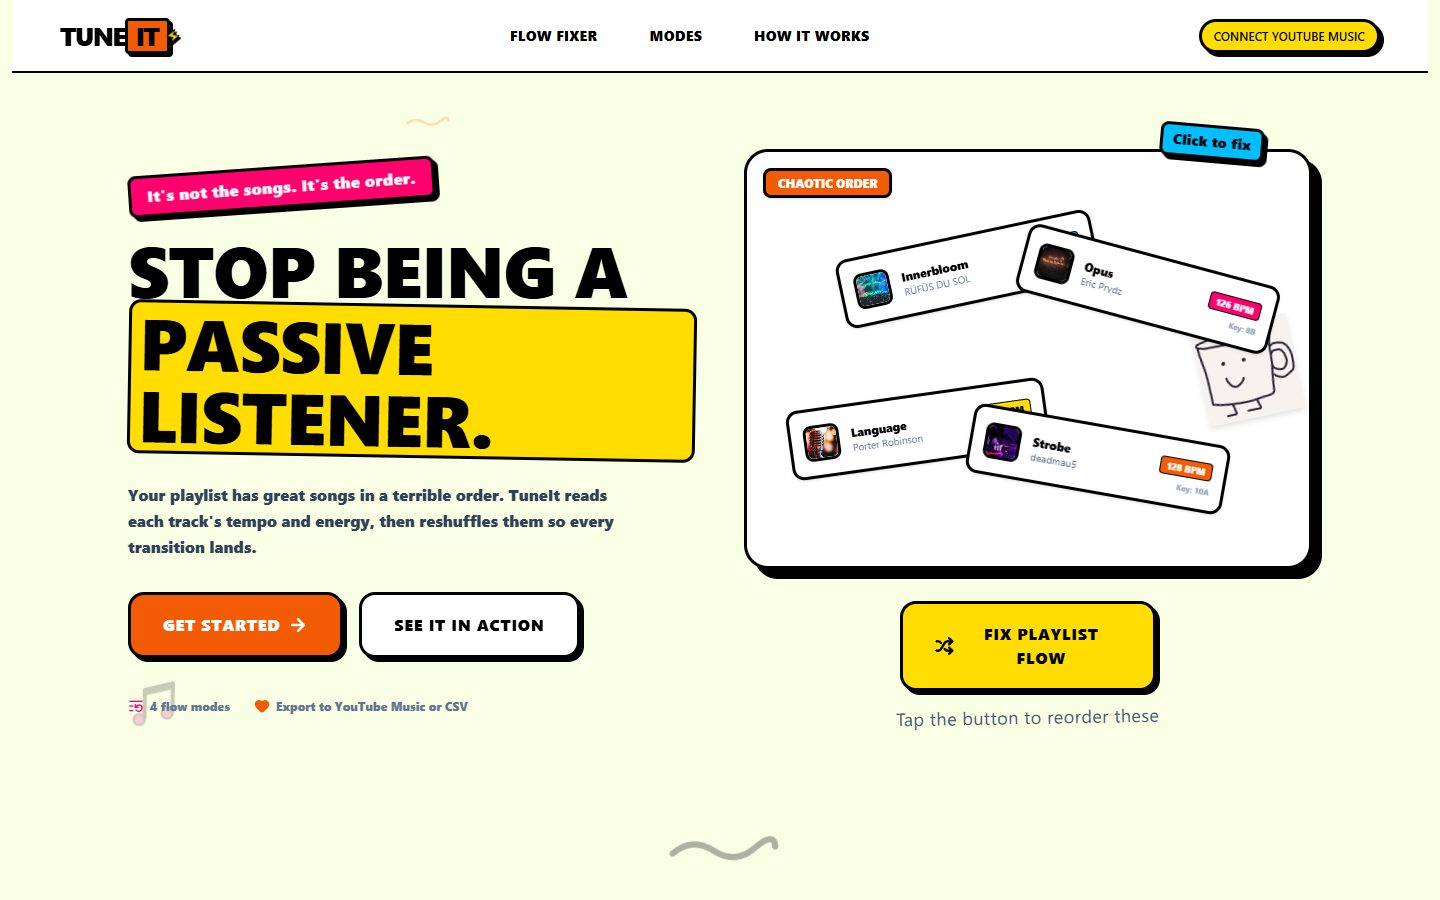 TUNE IT
FLOW FIXER
MODES
HOW IT WORKS
CONNECT YOUTUBE MUSIC
It's not the songs. It's the order.
STOP BEING A
PASSIVE
LISTENER.
Your playlist has great songs in a terrible order. TuneIt reads
each track's tempo and energy, then reshuffles them so every
transition lands.
GET STARTED
SEE IT IN ACTION
4 flow modes
Export to YouTube Music or CSV
Click to fix
CHAOTIC ORDER
Innerbloom
RÜFÜS DU SOL
Opus
Eric Prydz
126 BPM
Key: 8B
Language
Porter Robinson
Strobe
deadmau5
128 BPM
Key: 10A
FIX PLAYLIST
FLOW
Tap the button to reorder these